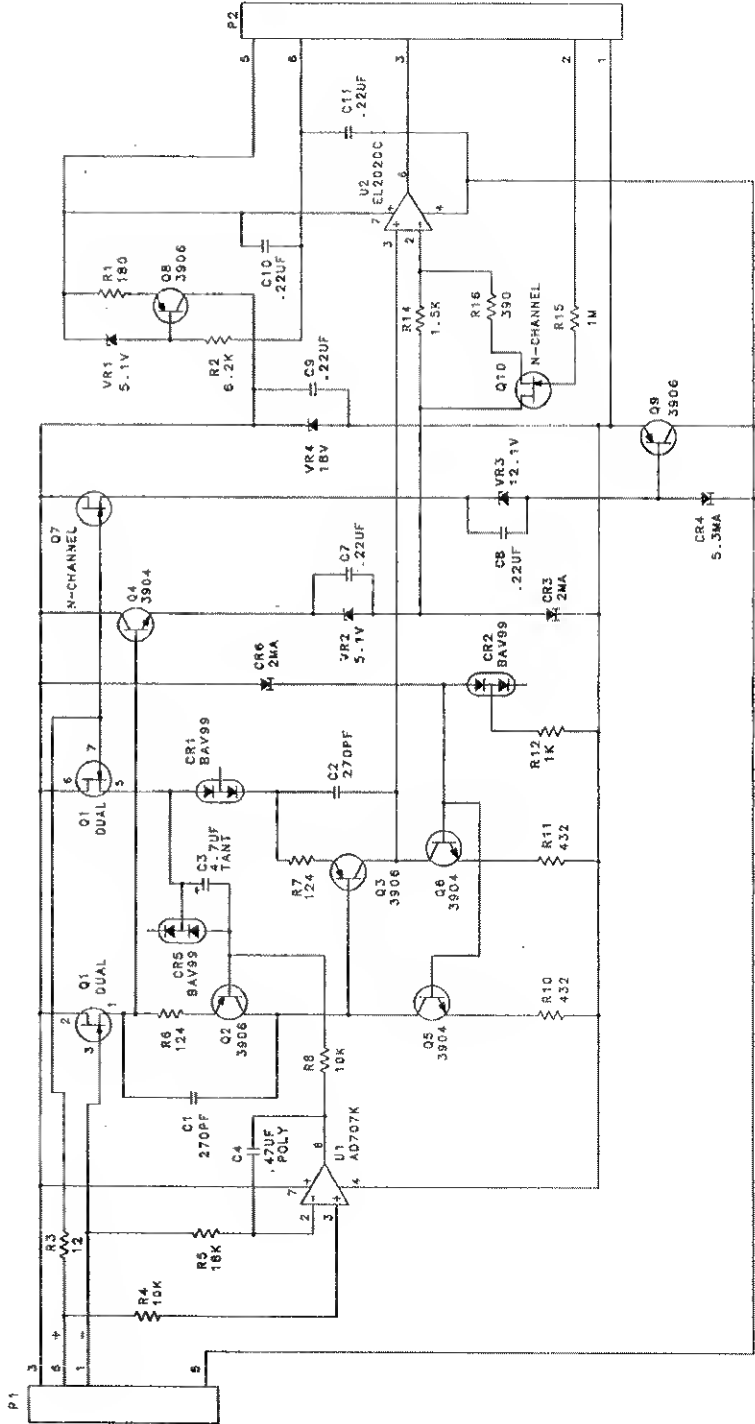 P1
3
6
+
1
-
5
R3
12
R4
10K
R5
18K
C4
.47UF
POLY
2
3
7
+
-
+
4
6
U1
AD707K
R8
10K
C1
270PF
Q1
DUAL
2
3
1
R6
124
Q2
3906
CR5
BAV99
C3
4.7UF
TANT
+
Q1
DUAL
6
7
5
CR1
BAV99
R7
124
C2
270PF
Q3
3906
Q5
3904
Q6
3904
R10
432
R11
432
R12
1K
CR2
BAV99
CR6
2MA
Q7
N-CHANNEL
Q4
3904
C7
.22UF
VR2
5.1V
CR3
2MA
C8
.22UF
VR3
12.1V
CR4
5.3MA
Q9
3906
VR4
18V
C9
.22UF
VR1
5.1V
R1
180
Q8
3906
R2
6.2K
C10
.22UF
C11
.22UF
U2
EL2020C
7
+
3
+
2
-
4
6
R14
1.5K
R16
390
Q10
N-CHANNEL
R15
1M
P2
5
6
3
2
1